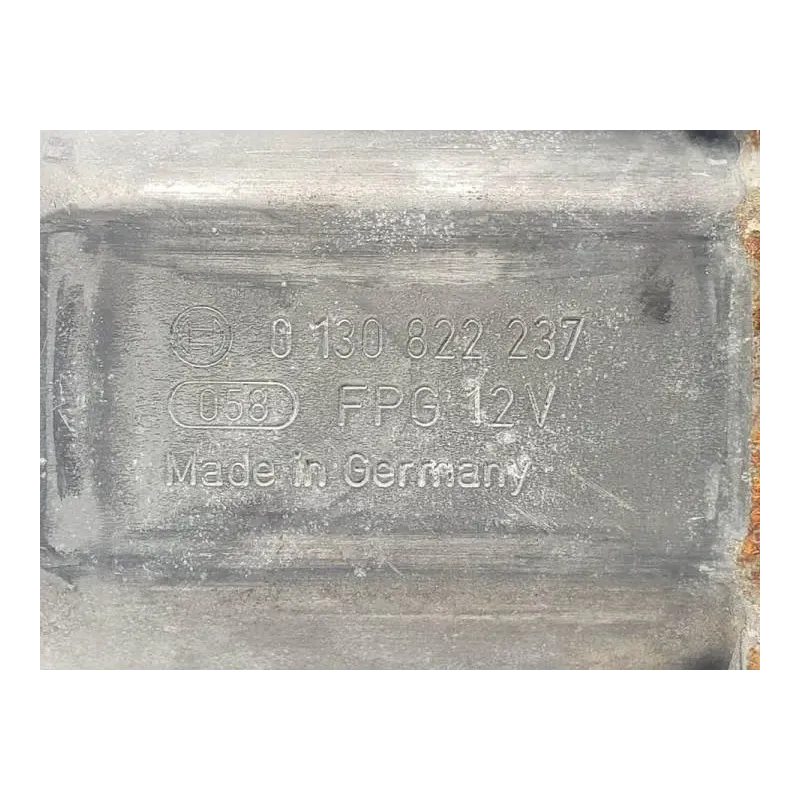 0 130 822 237
058 FPG 12V
Made in Germany